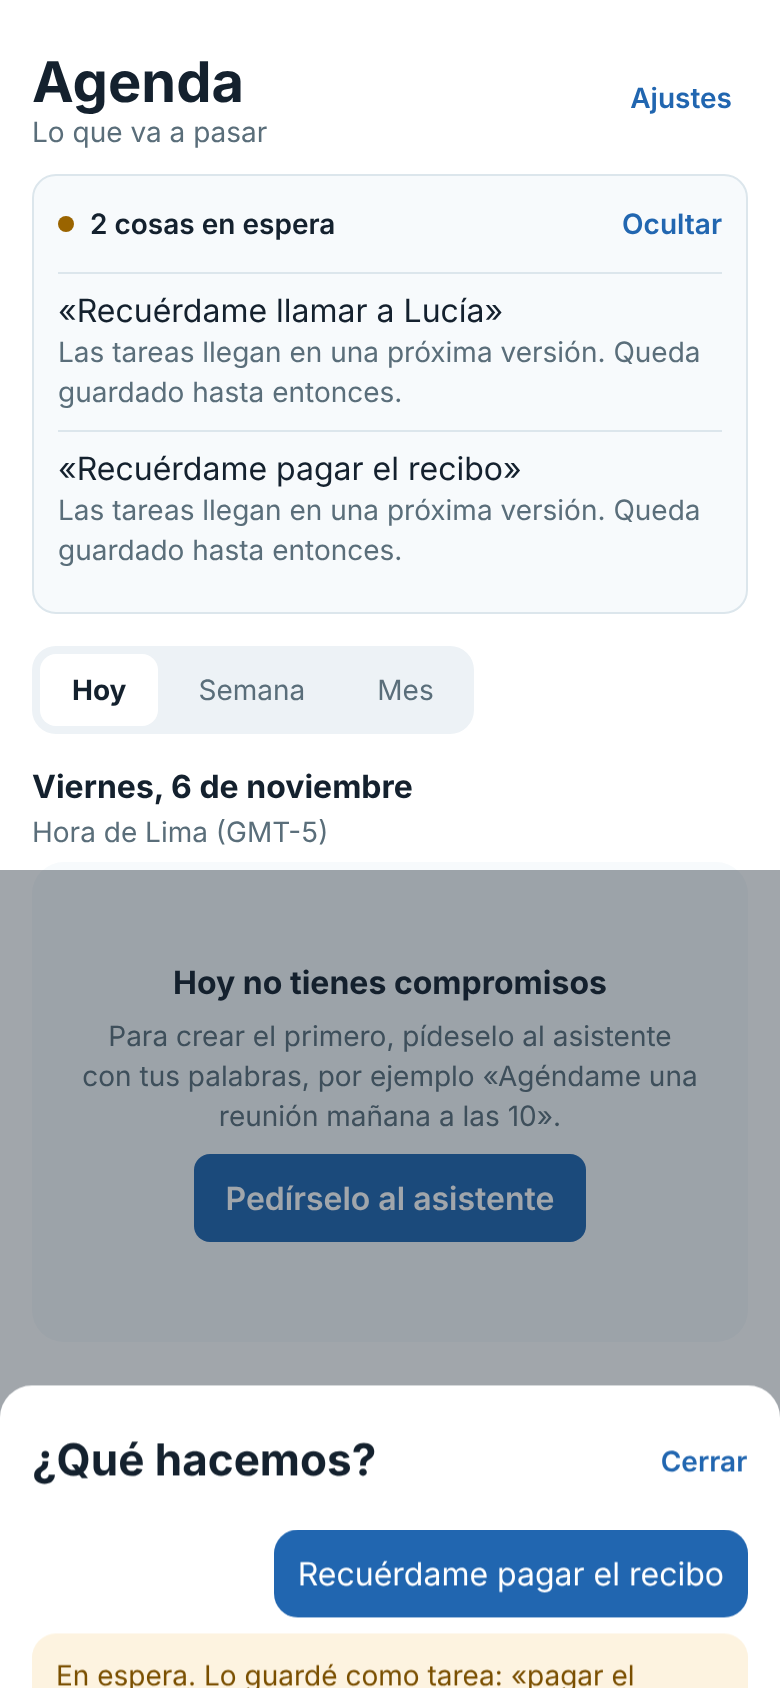 Agenda
Ajustes
Lo que va a pasar
2 cosas en espera
Ocultar
«Recuérdame llamar a Lucía»
Las tareas llegan en una próxima versión. Queda
guardado hasta entonces.
«Recuérdame pagar el recibo»
Las tareas llegan en una próxima versión. Queda
guardado hasta entonces.
Hoy
Semana
Mes
Viernes, 6 de noviembre
Hora de Lima (GMT-5)
Hoy no tienes compromisos
Para crear el primero, pídeselo al asistente
con tus palabras, por ejemplo «Agéndame una
reunión mañana a las 10».
Pedírselo al asistente
¿Qué hacemos?
Cerrar
Recuérdame pagar el recibo
En espera. Lo guardé como tarea: «pagar el